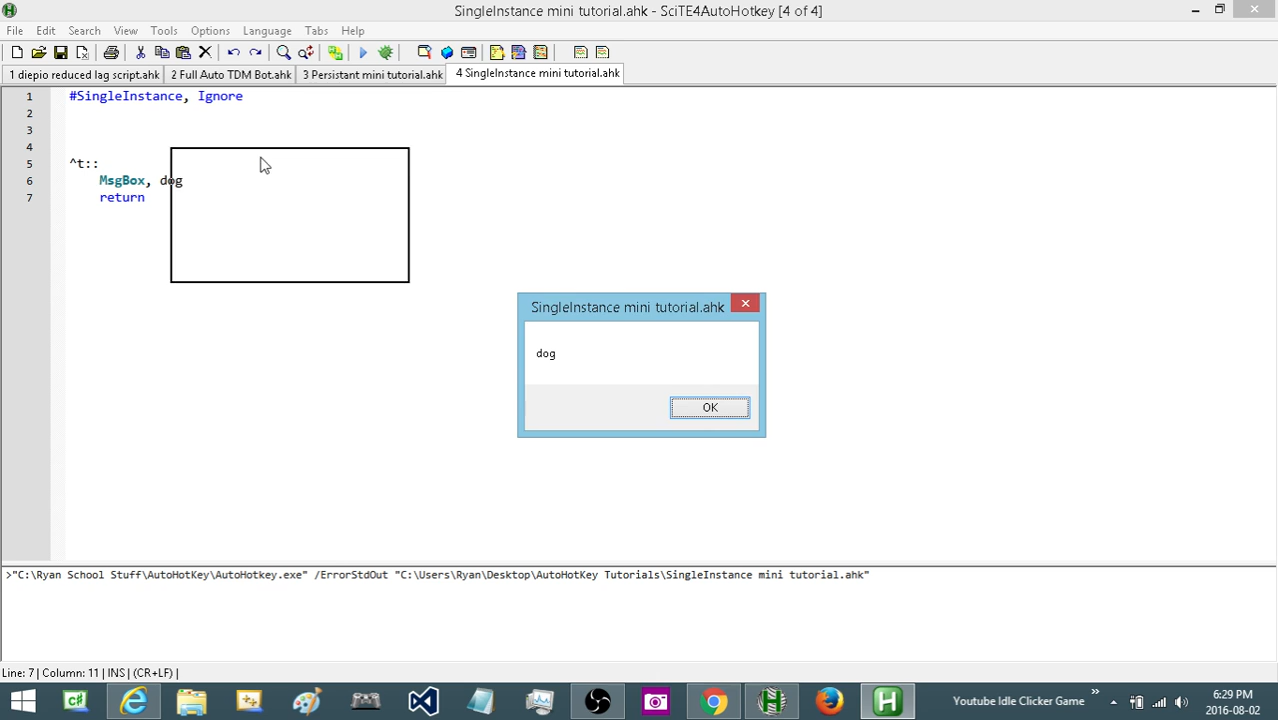 SingleInstance mini tutorial.ahk - SciTE4AutoHotkey [4 of 4]
File Edit Search View Tools Options Language Tabs Help
1 diepio reduced lag script.ahk 2 Full Auto TDM Bot.ahk 3 Persistant mini tutorial.ahk 4 SingleInstance mini tutorial.ahk
1 #SingleInstance, Ignore
2
3
4
5 ^t::
6 MsgBox, dog
7 return
SingleInstance mini tutorial.ahk
dog
OK
>"C:\Ryan School Stuff\AutoHotKey\AutoHotkey.exe" /ErrorStdOut "C:\Users\Ryan\Desktop\AutoHotKey Tutorials\SingleInstance mini tutorial.ahk"
Line: 7 | Column: 11 | INS | (CR+LF) |
C# Youtube Idle Clicker Game » 6:29 PM
2016-08-02